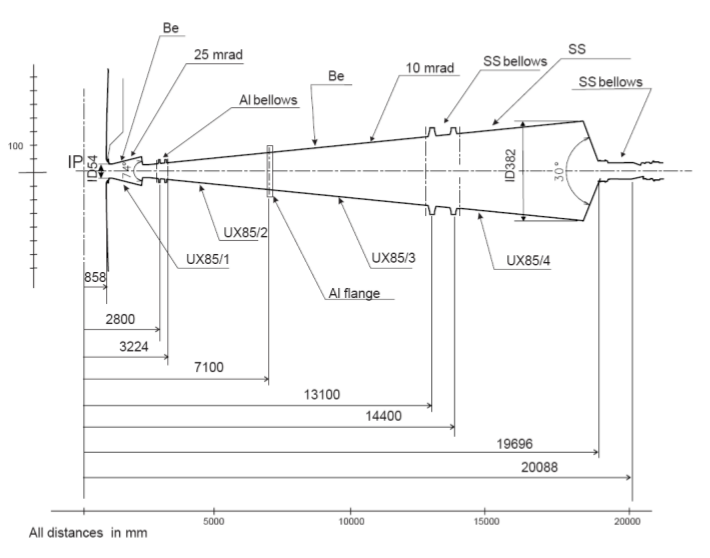 Be
25 mrad
Al bellows
Be
10 mrad
SS bellows
SS
SS bellows
100
IP
ID54
74°
ID382
30°
UX85/2
UX85/1
UX85/3
UX85/4
Al flange
858
2800
3224
7100
13100
14400
19696
20088
5000
10000
15000
20000
All distances in mm